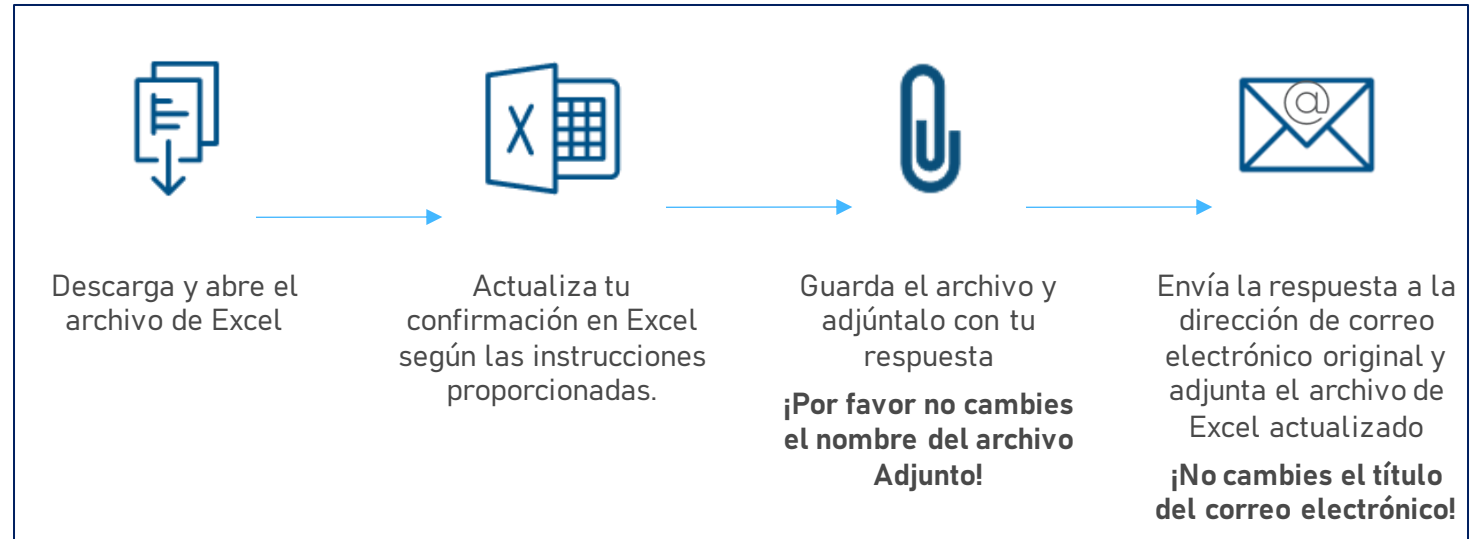 X
@
Descarga y abre el
archivo de Excel
Actualiza tu
confirmación en Excel
según las instrucciones
proporcionadas.
Guarda el archivo y
adjúntalo con tu
respuesta
¡Por favor no cambies
el nombre del archivo
Adjunto!
Envía la respuesta a la
dirección de correo
electrónico original y
adjunta el archivo de
Excel actualizado
¡No cambies el título
del correo electrónico!